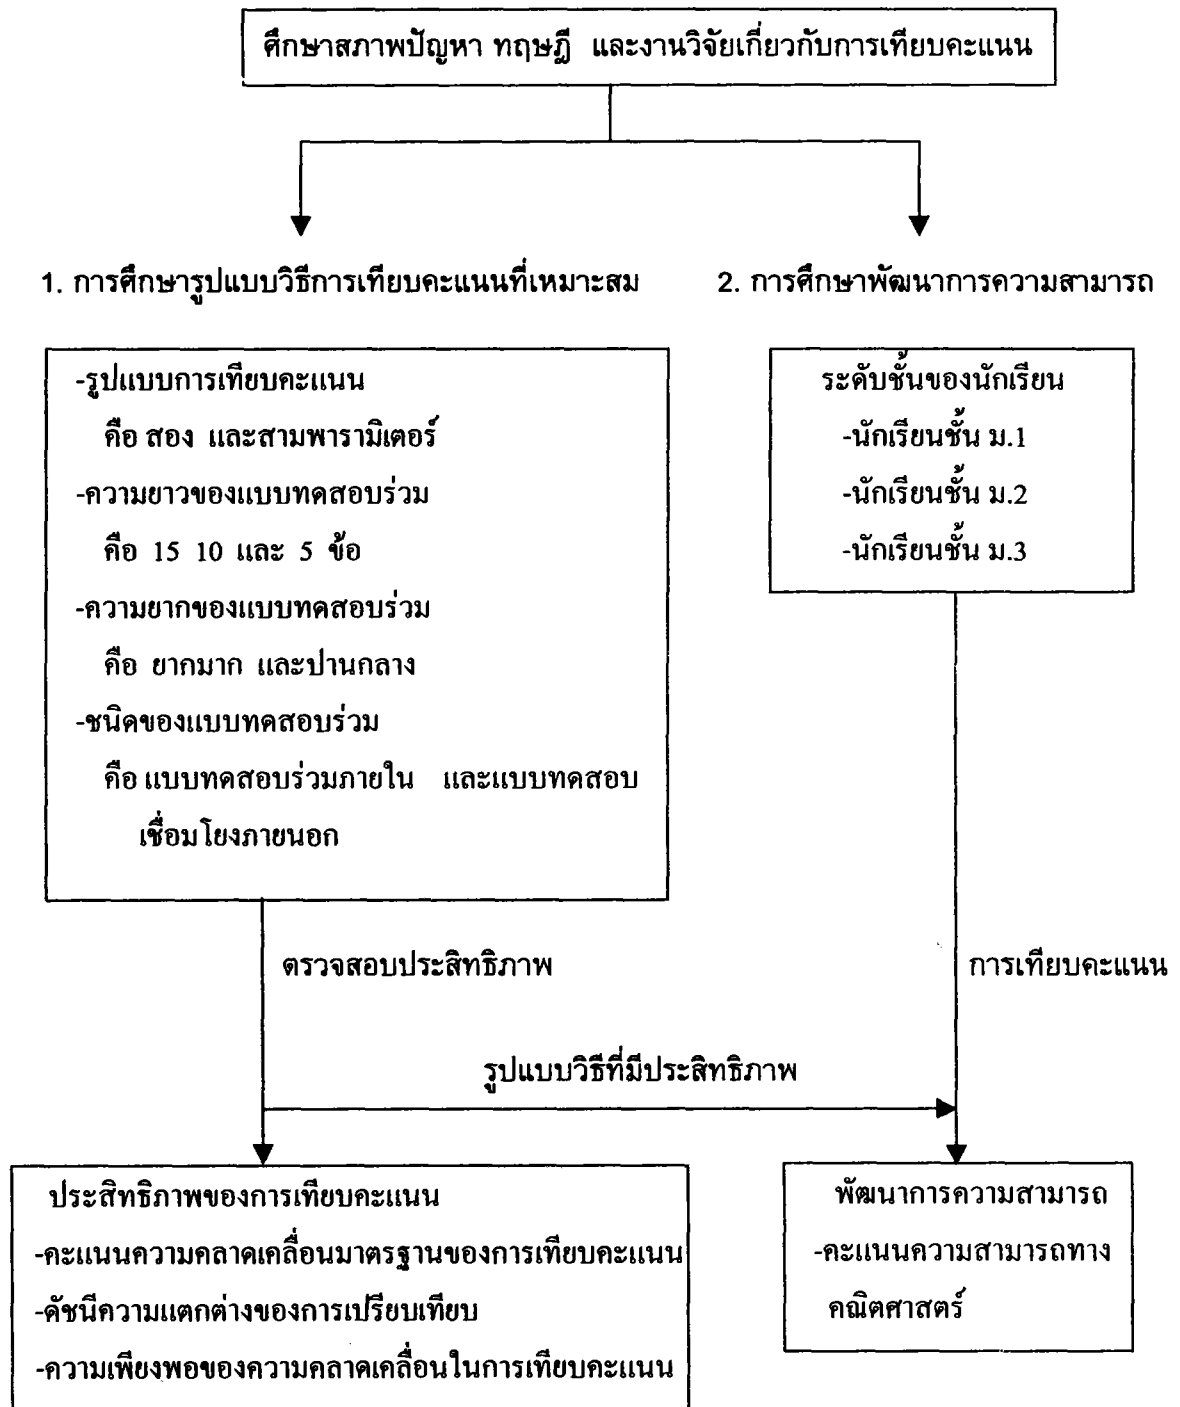 ศึกษาสภาพปัญหา ทฤษฎี และงานวิจัยเกี่ยวกับการเทียบคะแนน
1. การศึกษารูปแบบวิธีการเทียบคะแนนที่เหมาะสม
-รูปแบบการเทียบคะแนน
คือ สอง และสามพารามิเตอร์
-ความยาวของแบบทดสอบร่วม
คือ 15 10 และ 5 ข้อ
-ความยากของแบบทดสอบร่วม
คือ ยากมาก และปานกลาง
-ชนิดของแบบทดสอบร่วม
คือ แบบทดสอบร่วมภายใน และแบบทดสอบ
เชื่อมโยงภายนอก
2. การศึกษาพัฒนาการความสามารถ
ระดับชั้นของนักเรียน
-นักเรียนชั้น ม.1
-นักเรียนชั้น ม.2
-นักเรียนชั้น ม.3
ตรวจสอบประสิทธิภาพ
การเทียบคะแนน
รูปแบบวิธีที่มีประสิทธิภาพ
ประสิทธิภาพของการเทียบคะแนน
-คะแนนความคลาดเคลื่อนมาตรฐานของการเทียบคะแนน
-ดัชนีความแตกต่างของการเปรียบเทียบ
-ความเพียงพอของความคลาดเคลื่อนในการเทียบคะแนน
พัฒนาการความสามารถ
-คะแนนความสามารถทาง
คณิตศาสตร์